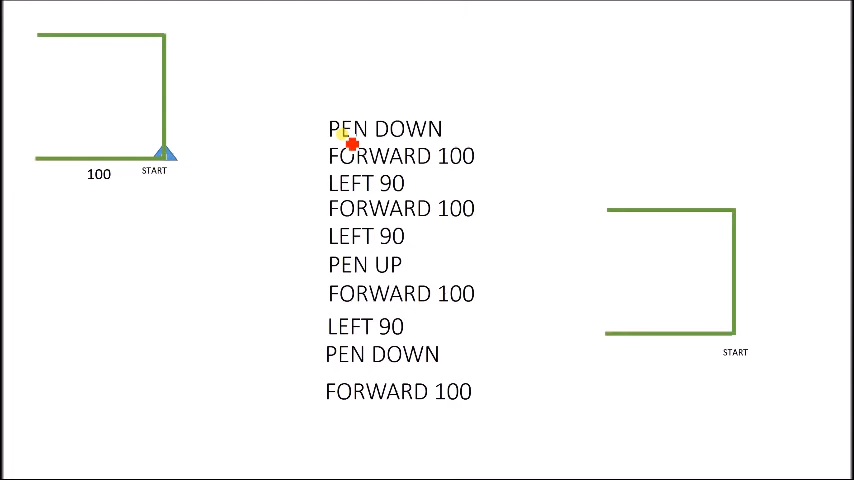 100
START
PEN DOWN
FORWARD 100
LEFT 90
FORWARD 100
LEFT 90
PEN UP
FORWARD 100
LEFT 90
PEN DOWN
FORWARD 100
START